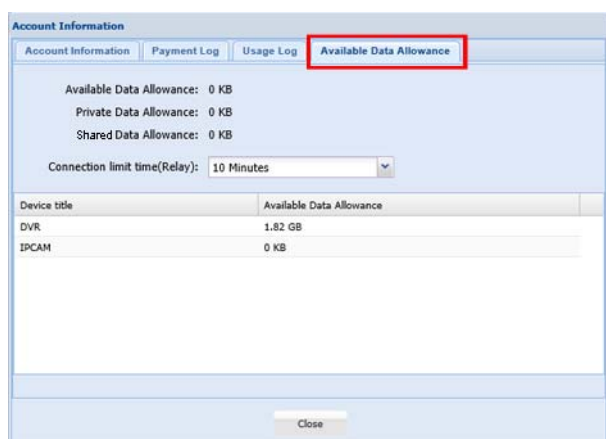 Account Information
Account Information Payment Log Usage Log Available Data Allowance
Available Data Allowance: 0 KB
Private Data Allowance: 0 KB
Shared Data Allowance: 0 KB
Connection limit time(Relay): 10 Minutes
Device title Available Data Allowance
DVR 1.82 GB
IPCAM 0 KB
Close